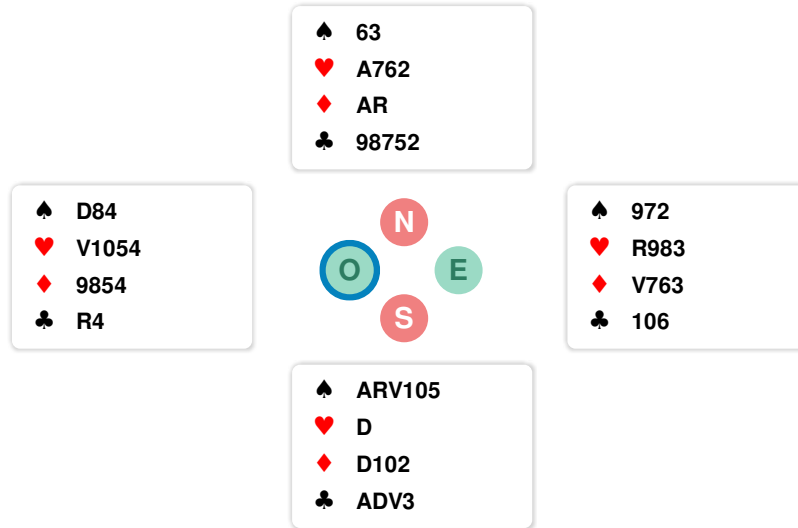 ♠ 63
♥ A762
♦ AR
♣ 98752
♠ D84
♥ V1054
♦ 9854
♣ R4
N
O E
S
♠ 972
♥ R983
♦ V763
♣ 106
♠ ARV105
♥ D
♦ D102
♣ ADV3